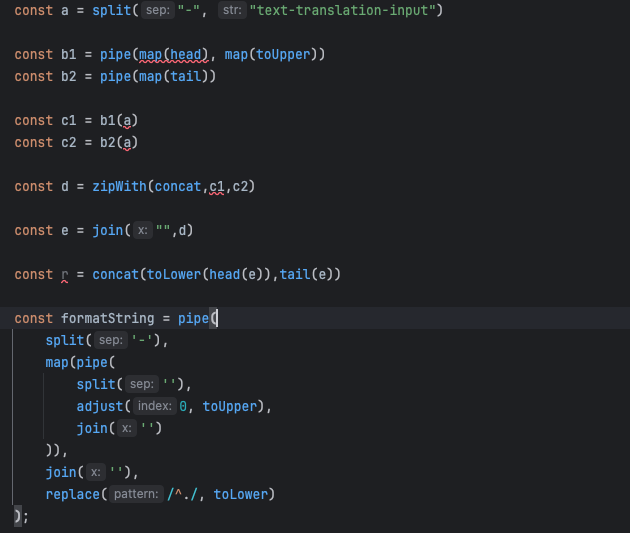 const a = split( sep: "-", str: "text-translation-input")
const b1 = pipe(map(head), map(toUpper))
const b2 = pipe(map(tail))
const c1 = b1(a)
const c2 = b2(a)
const d = zipWith(concat,c1,c2)
const e = join( x: "",d)
const r = concat(toLower(head(e)),tail(e))
const formatString = pipe(
split( sep: '-'),
map(pipe(
split( sep: ''),
adjust( index: 0, toUpper),
join( x: '')
)),
join( x: ''),
replace( pattern: /^./, toLower)
);